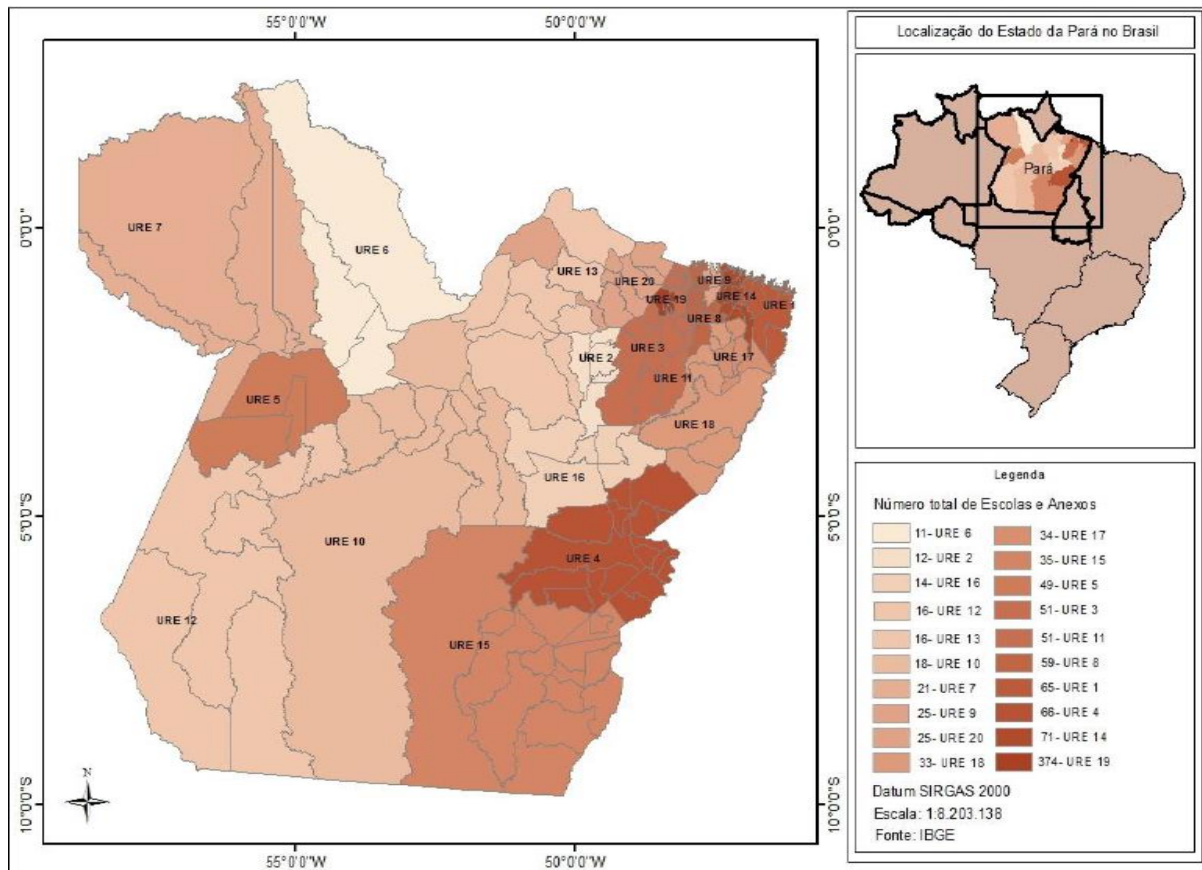 55°0'0"W 50°0'0"W
Localização do Estado da Pará no Brasil
0°0'0"
5°0'0"S
10°0'0"S
0°0'0"
5°0'0"S
10°0'0"S
URE 7
URE 6
URE 13
URE 20
URE 9
URE 19
URE 14
URE 1
URE 8
URE 3
URE 2
URE 17
URE 11
URE 5
URE 18
URE 16
URE 10
URE 4
URE 12
URE 15
N
55°0'0"W 50°0'0"W
Pará
Legenda
Número total de Escolas e Anexos
11- URE 6
12- URE 2
14- URE 16
16- URE 12
16- URE 13
18- URE 10
21- URE 7
25- URE 9
25- URE 20
33- URE 18
34- URE 17
35- URE 15
49- URE 5
51- URE 3
51- URE 11
59- URE 8
65- URE 1
66- URE 4
71- URE 14
374- URE 19
Datum SIRGAS 2000
Escala: 1:8.203.138
Fonte: IBGE